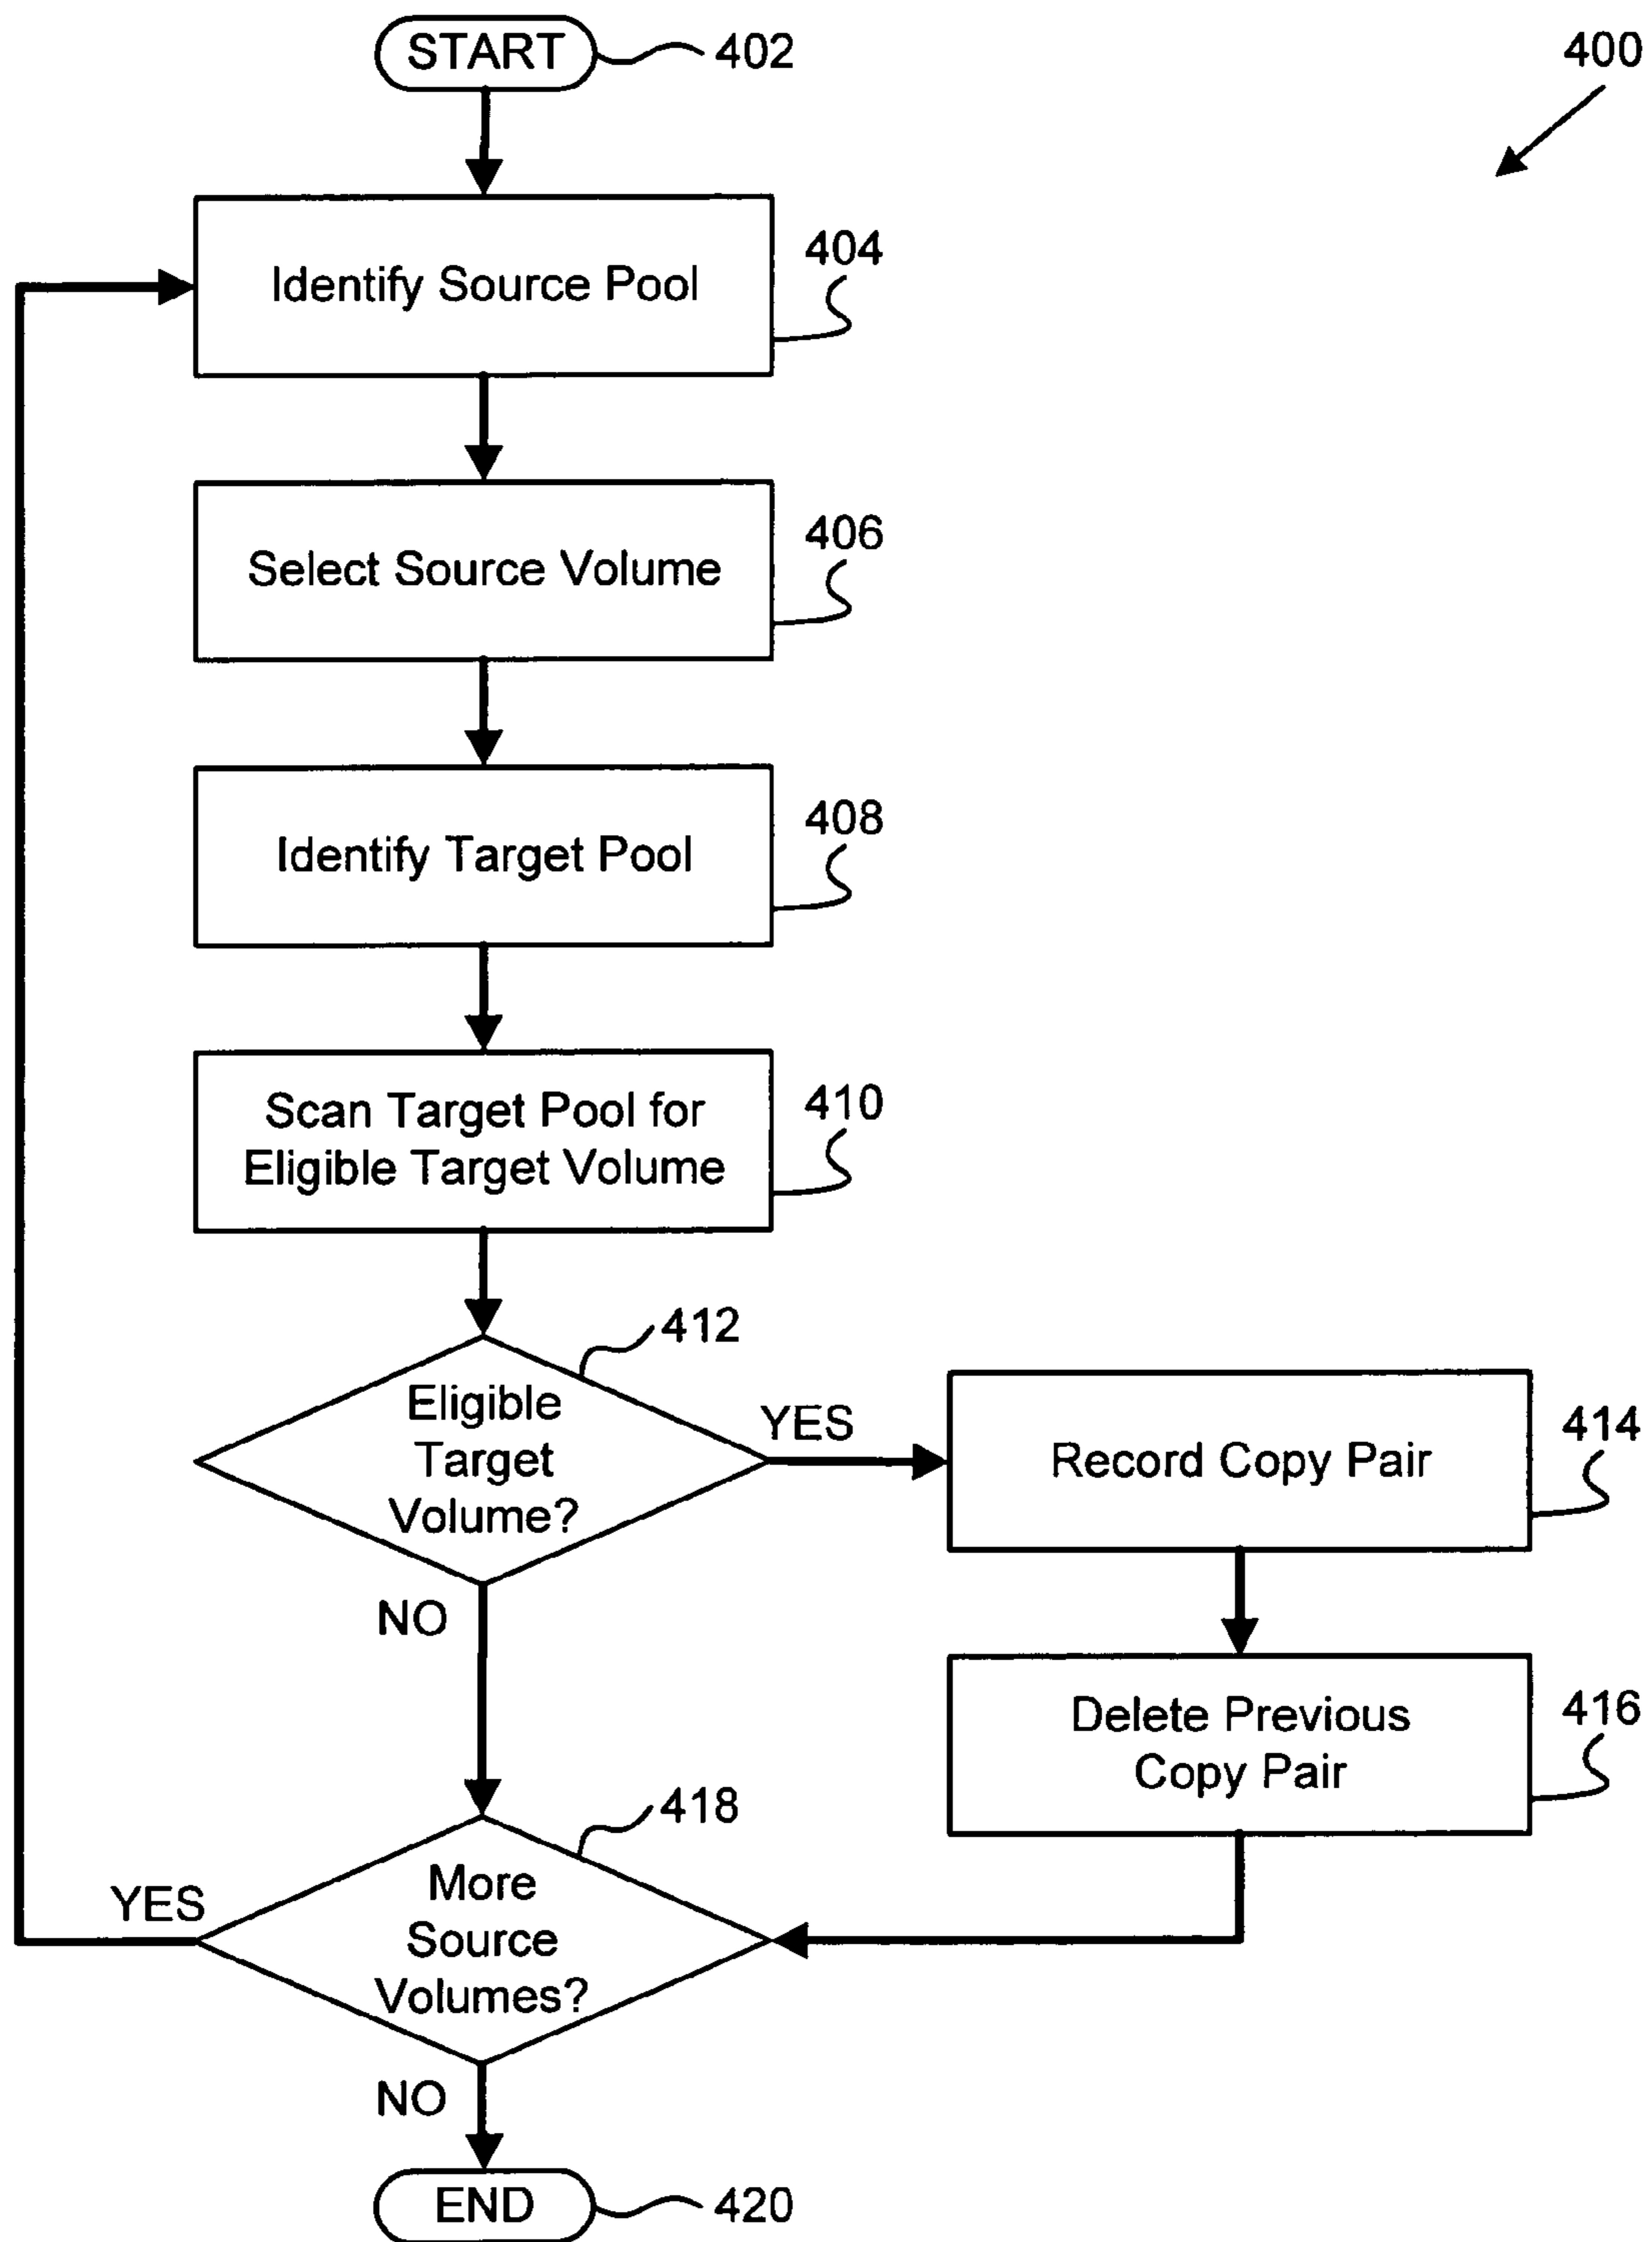 START
402
400
Identify Source Pool
404
Select Source Volume
406
Identify Target Pool
408
Scan Target Pool for
Eligible Target Volume
410
412
Eligible
Target
Volume?
YES
NO
Record Copy Pair
414
Delete Previous
Copy Pair
416
418
More
Source
Volumes?
YES
NO
END
420